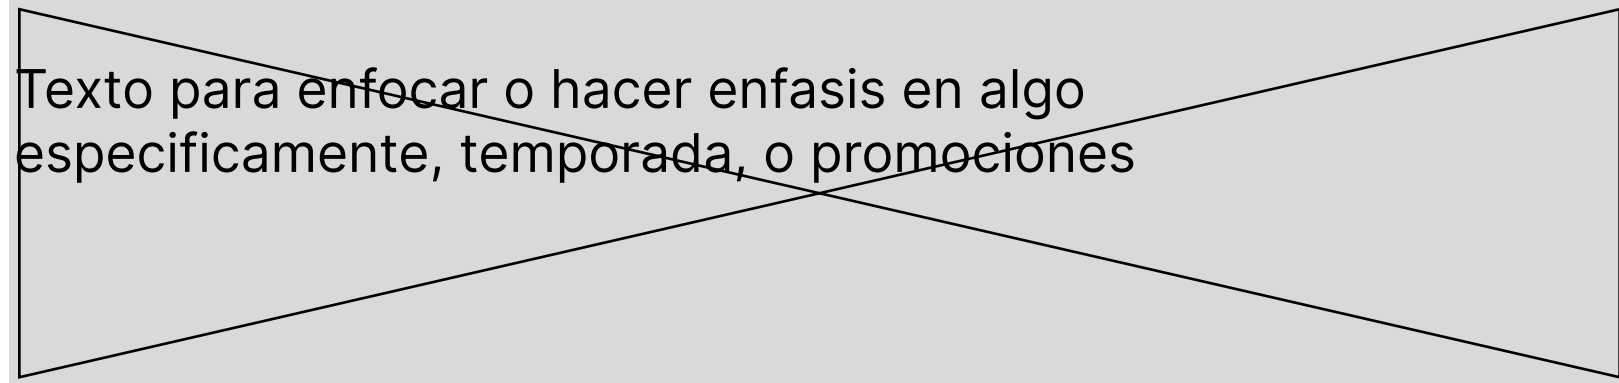 Texto para enfocar o hacer enfasis en algo
especificamente, temporada, o promociones